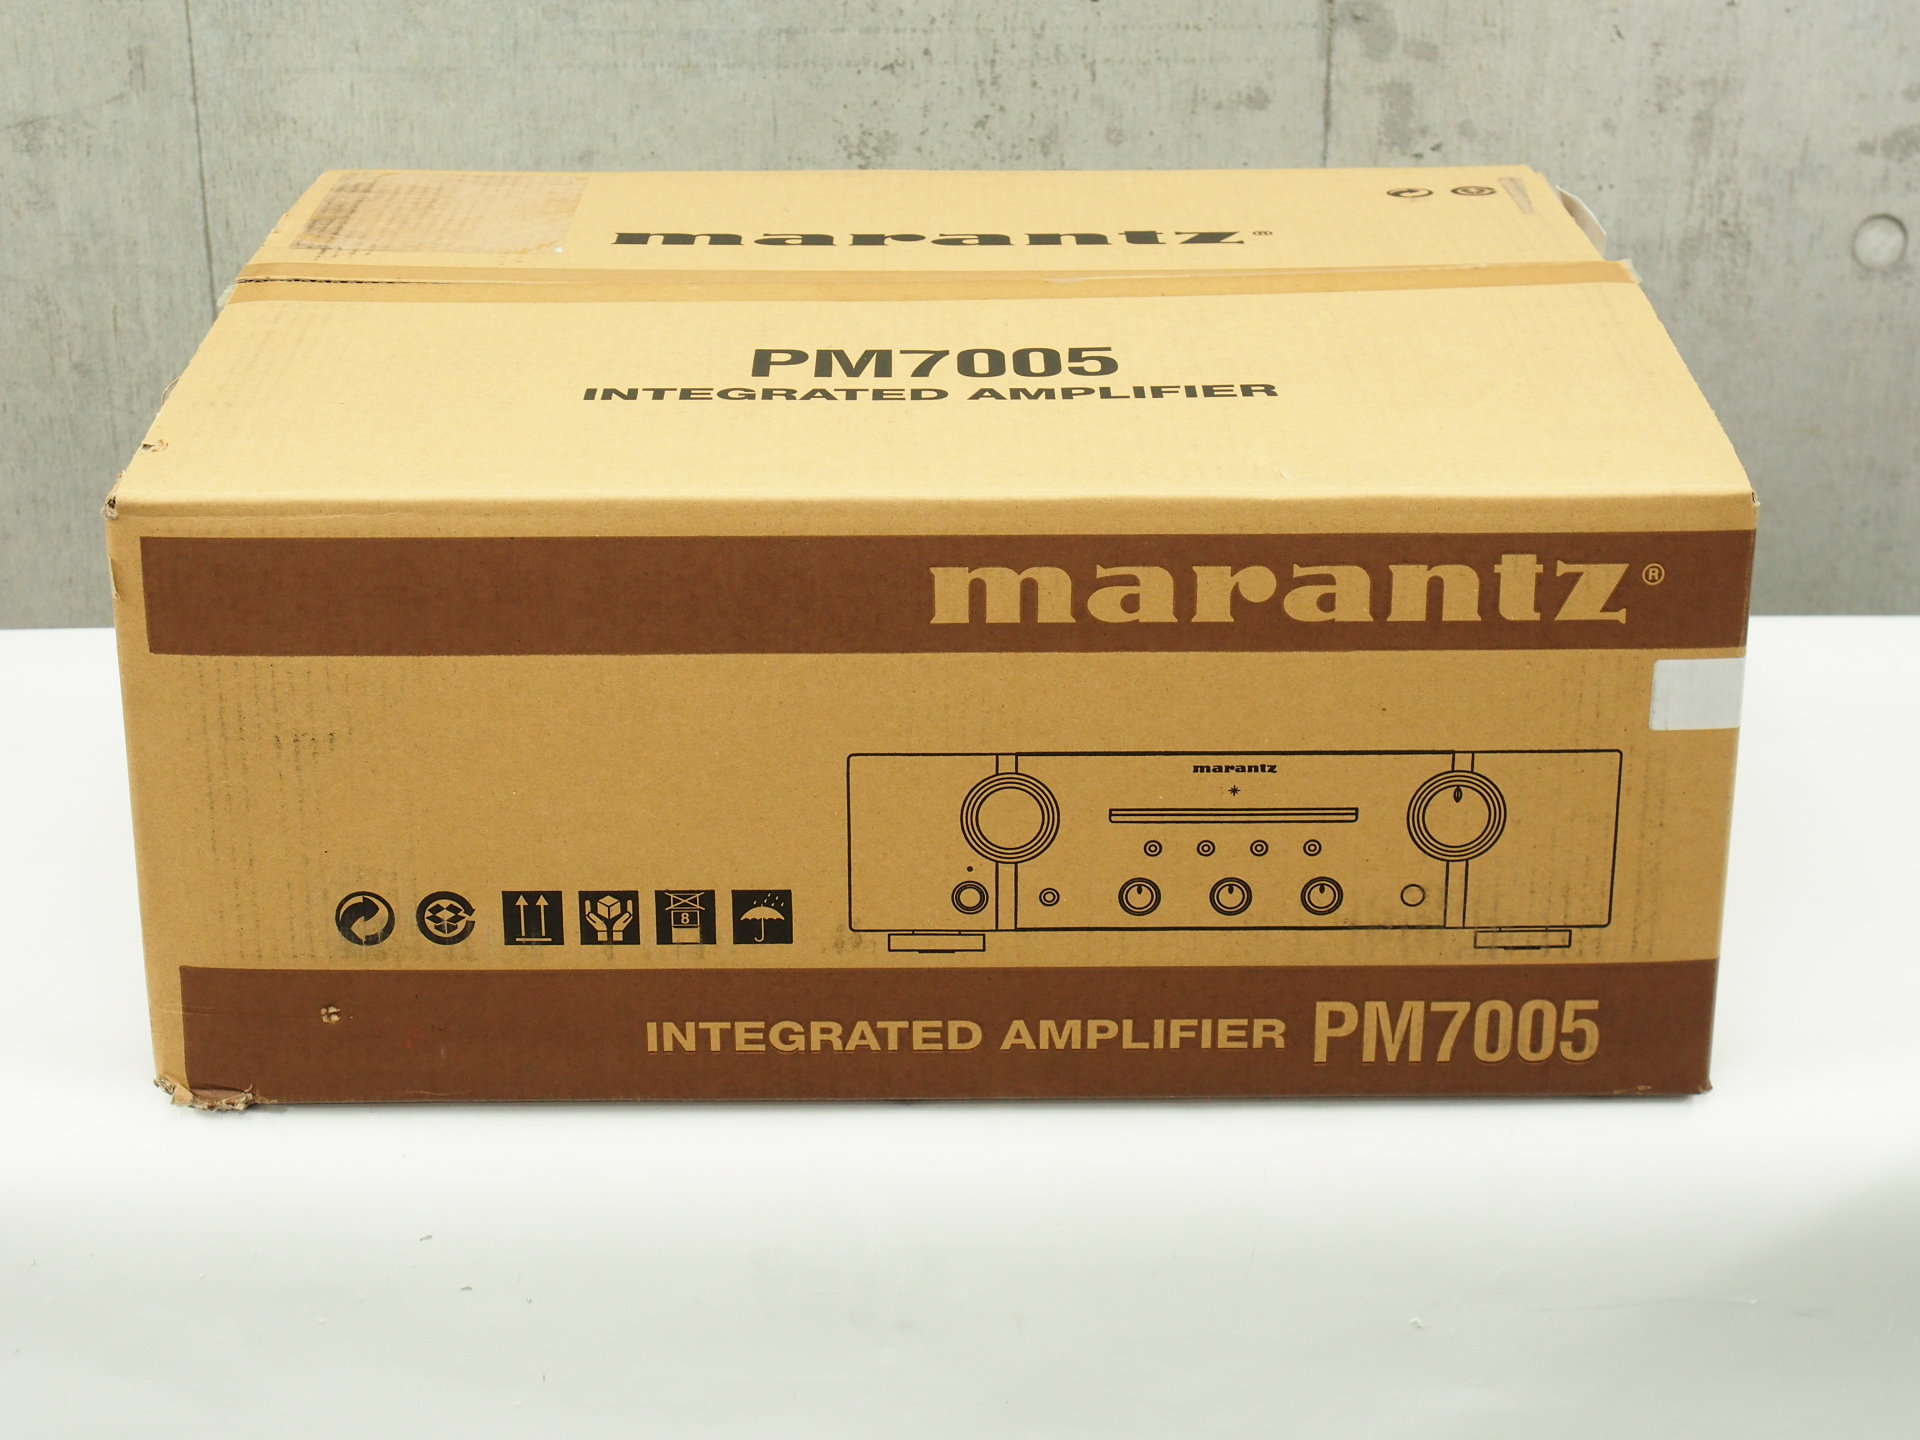 marantz®
PM7005
INTEGRATED AMPLIFIER
marantz®
marantz
8
INTEGRATED AMPLIFIER PM7005